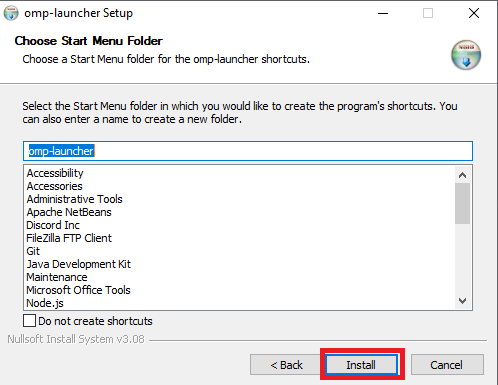 omp-launcher Setup
Choose Start Menu Folder
Choose a Start Menu folder for the omp-launcher shortcuts.
Select the Start Menu folder in which you would like to create the program's shortcuts. You
can also enter a name to create a new folder.
omp-launcher
Accessibility
Accessories
Administrative Tools
Apache NetBeans
Discord Inc
FileZilla FTP Client
Git
Java Development Kit
Maintenance
Microsoft Office Tools
Node.js
Do not create shortcuts
Nullsoft Install System v3.08
< Back
Install
Cancel